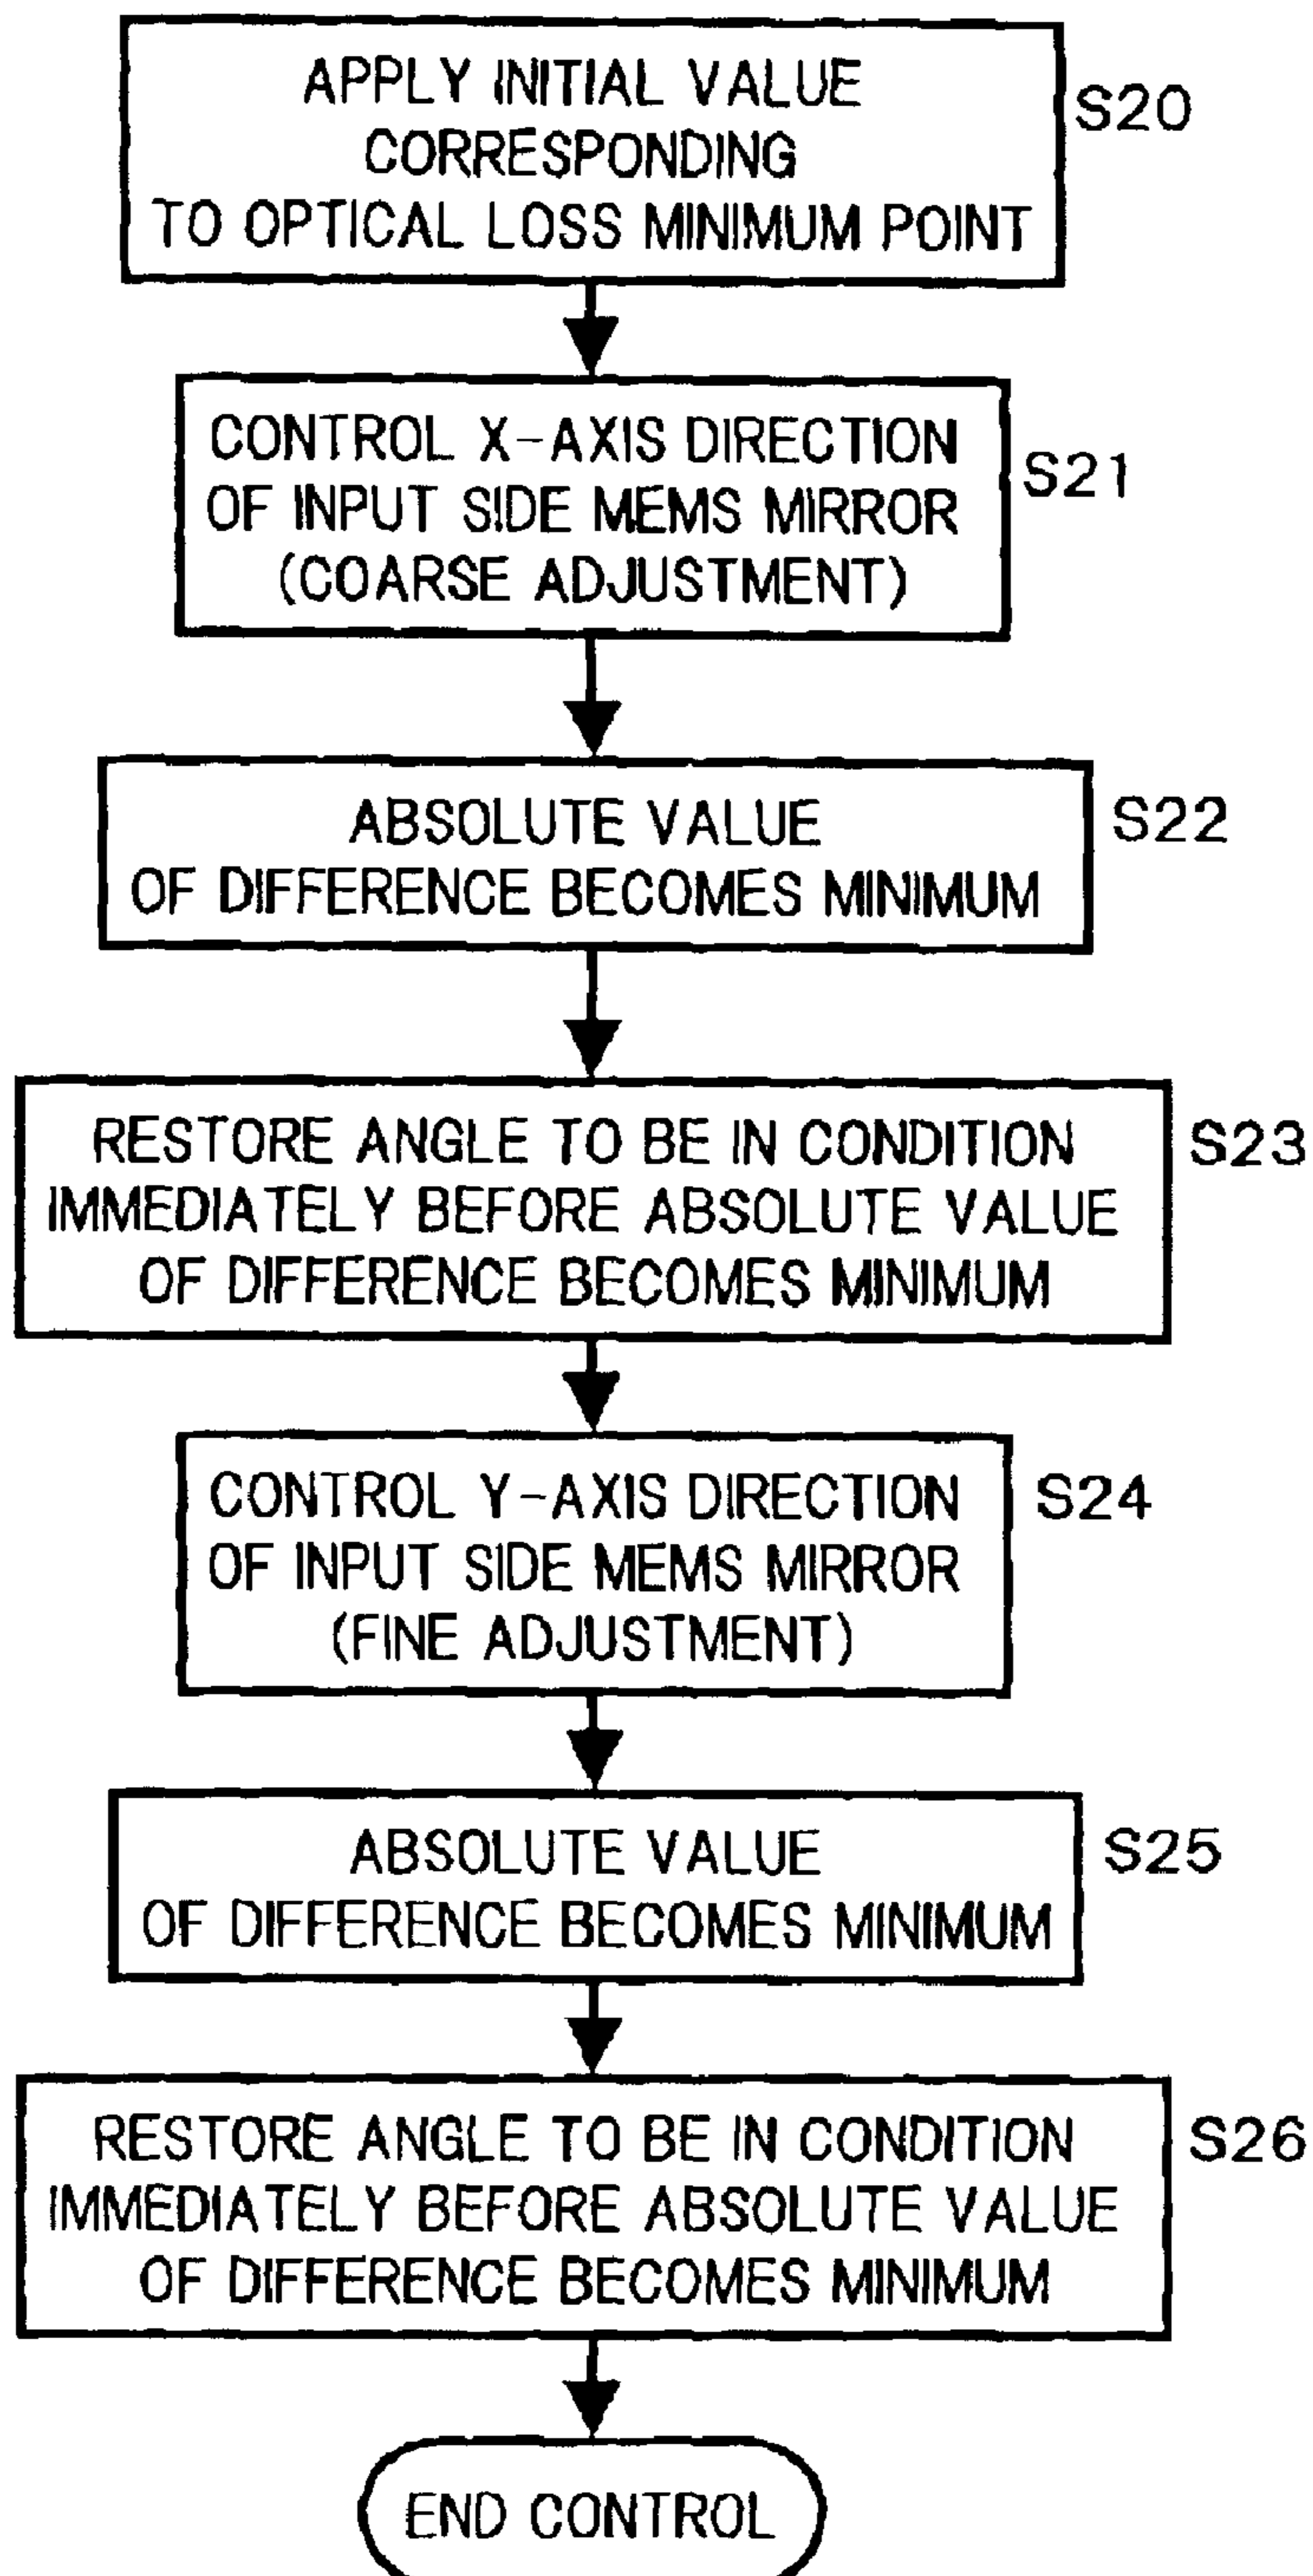 APPLY INITIAL VALUE
CORRESPONDING
TO OPTICAL LOSS MINIMUM POINT
S20
CONTROL X-AXIS DIRECTION
OF INPUT SIDE MEMS MIRROR
(COARSE ADJUSTMENT)
S21
ABSOLUTE VALUE
OF DIFFERENCE BECOMES MINIMUM
S22
RESTORE ANGLE TO BE IN CONDITION
IMMEDIATELY BEFORE ABSOLUTE VALUE
OF DIFFERENCE BECOMES MINIMUM
S23
CONTROL Y-AXIS DIRECTION
OF INPUT SIDE MEMS MIRROR
(FINE ADJUSTMENT)
S24
ABSOLUTE VALUE
OF DIFFERENCE BECOMES MINIMUM
S25
RESTORE ANGLE TO BE IN CONDITION
IMMEDIATELY BEFORE ABSOLUTE VALUE
OF DIFFERENCE BECOMES MINIMUM
S26
END CONTROL